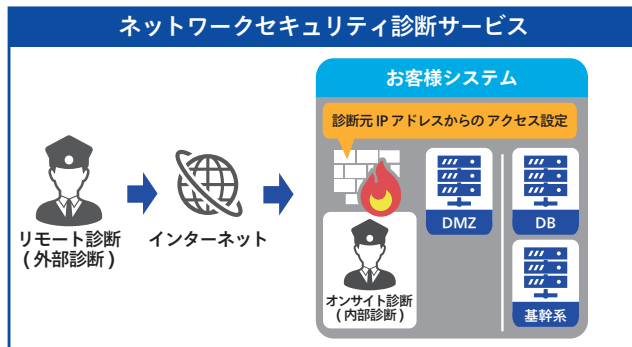 ネットワークセキュリティ診断サービス
お客様システム
診断元 IP アドレスからの アクセス設定
DMZ
DB
リモート診断
( 外部診断 )
インターネット
オンサイト診断
( 内部診断 )
基幹系